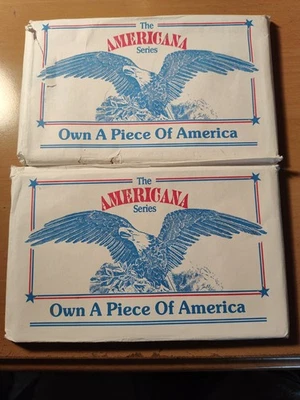 The
AMERICANA
Series
Own A Piece Of America
The
AMERICANA
Series
Own A Piece Of America